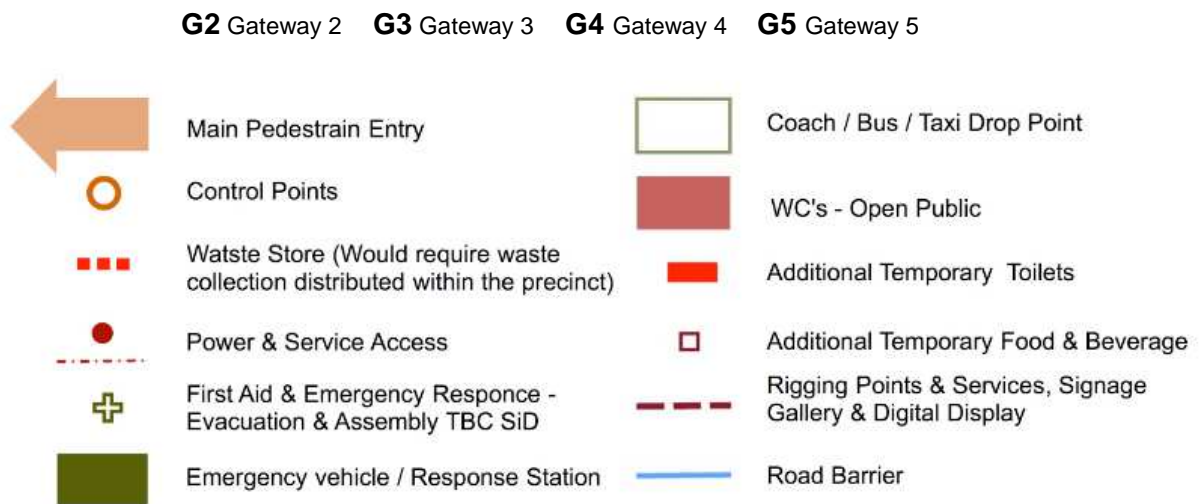 G2 Gateway 2 G3 Gateway 3 G4 Gateway 4 G5 Gateway 5
Main Pedestrain Entry
Control Points
Watste Store (Would require waste
collection distributed within the precinct)
Power & Service Access
First Aid & Emergency Responce -
Evacuation & Assembly TBC SiD
Emergency vehicle / Response Station
Coach / Bus / Taxi Drop Point
WC's - Open Public
Additional Temporary Toilets
Additional Temporary Food & Beverage
Rigging Points & Services, Signage
Gallery & Digital Display
Road Barrier